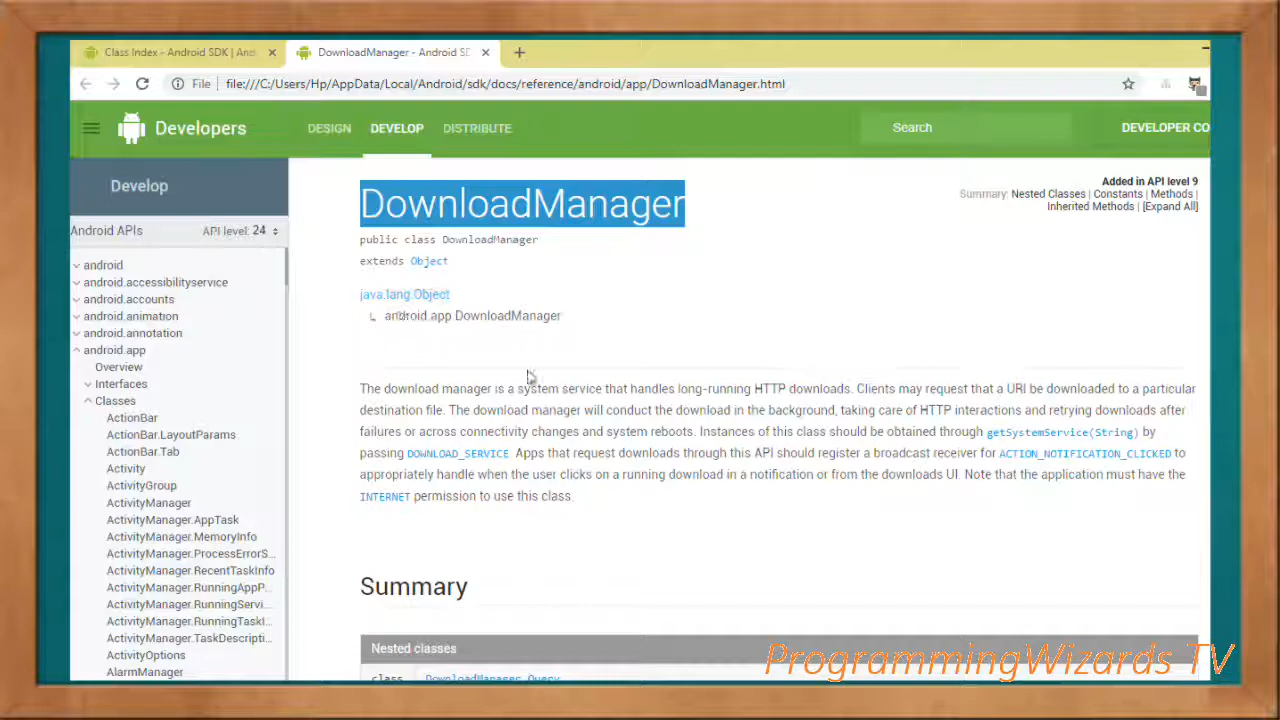 Class Index - Android SDK | And
DownloadManager - Android SD
File
file:///C:/Users/Hp/AppData/Local/Android/sdk/docs/reference/android/app/DownloadManager.html
Developers
DESIGN
DEVELOP
DISTRIBUTE
Search
DEVELOPER CO
Develop
Android APIs
API level: 24
android
android.accessibilityservice
android.accounts
android.animation
android.annotation
android.app
Overview
Interfaces
Classes
ActionBar
ActionBar.LayoutParams
ActionBar.Tab
Activity
ActivityGroup
ActivityManager
ActivityManager.AppTask
ActivityManager.MemoryInfo
ActivityManager.ProcessErrorS...
ActivityManager.RecentTaskInfo
ActivityManager.RunningAppP...
ActivityManager.RunningServi...
ActivityManager.RunningTaskI...
ActivityManager.TaskDescripti...
ActivityOptions
AlarmManager
Added in API level 9
Summary: Nested Classes | Constants | Methods |
Inherited Methods | [Expand All]
DownloadManager
public class DownloadManager
extends Object
java.lang.Object
android.app.DownloadManager
The download manager is a system service that handles long-running HTTP downloads. Clients may request that a URI be downloaded to a particular
destination file. The download manager will conduct the download in the background, taking care of HTTP interactions and retrying downloads after
failures or across connectivity changes and system reboots. Instances of this class should be obtained through getSystemService(String) by
passing DOWNLOAD_SERVICE. Apps that request downloads through this API should register a broadcast receiver for ACTION_NOTIFICATION_CLICKED to
appropriately handle when the user clicks on a running download in a notification or from the downloads UI. Note that the application must have the
INTERNET permission to use this class.
Summary
Nested classes
class DownloadManager.Query
ProgrammingWizards TV